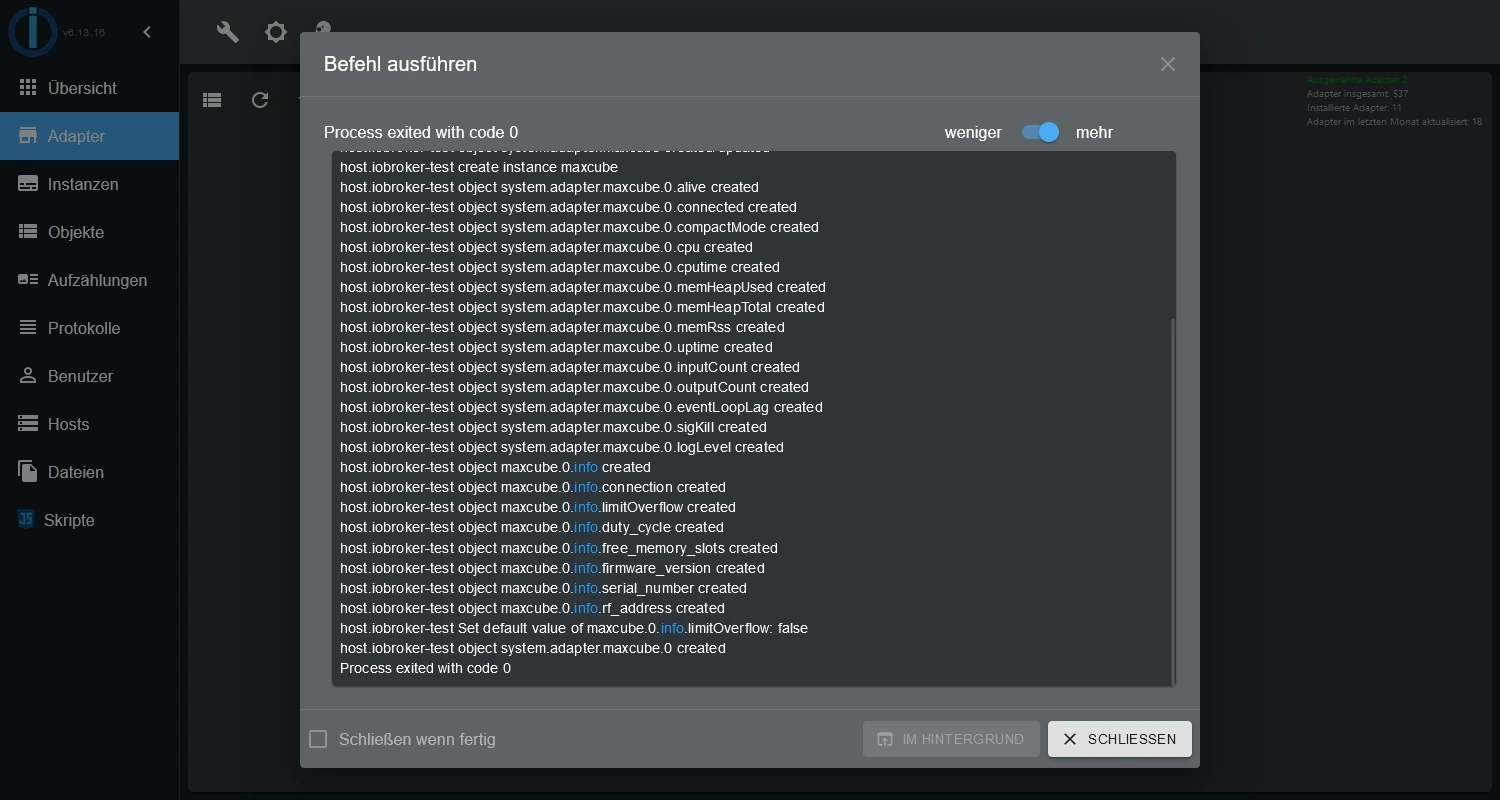 v6.13.16
Übersicht
Adapter
Instanzen
Objekte
Aufzählungen
Protokolle
Benutzer
Hosts
Dateien
Skripte
Ausgewählte Adapter 2
Adapter insgesamt: 537
Installierte Adapter: 11
Adapter im letzten Monat aktualisiert: 18
Befehl ausführen
Process exited with code 0
weniger
mehr
host.iobroker-test create instance maxcube
host.iobroker-test object system.adapter.maxcube.0.alive created
host.iobroker-test object system.adapter.maxcube.0.connected created
host.iobroker-test object system.adapter.maxcube.0.compactMode created
host.iobroker-test object system.adapter.maxcube.0.cpu created
host.iobroker-test object system.adapter.maxcube.0.cputime created
host.iobroker-test object system.adapter.maxcube.0.memHeapUsed created
host.iobroker-test object system.adapter.maxcube.0.memHeapTotal created
host.iobroker-test object system.adapter.maxcube.0.memRss created
host.iobroker-test object system.adapter.maxcube.0.uptime created
host.iobroker-test object system.adapter.maxcube.0.inputCount created
host.iobroker-test object system.adapter.maxcube.0.outputCount created
host.iobroker-test object system.adapter.maxcube.0.eventLoopLag created
host.iobroker-test object system.adapter.maxcube.0.sigKill created
host.iobroker-test object system.adapter.maxcube.0.logLevel created
host.iobroker-test object maxcube.0.info created
host.iobroker-test object maxcube.0.info.connection created
host.iobroker-test object maxcube.0.info.limitOverflow created
host.iobroker-test object maxcube.0.info.duty_cycle created
host.iobroker-test object maxcube.0.info.free_memory_slots created
host.iobroker-test object maxcube.0.info.firmware_version created
host.iobroker-test object maxcube.0.info.serial_number created
host.iobroker-test object maxcube.0.info.rf_address created
host.iobroker-test Set default value of maxcube.0.info.limitOverflow: false
host.iobroker-test object system.adapter.maxcube.0 created
Process exited with code 0
Schließen wenn fertig
IM HINTERGRUND
SCHLIESSEN